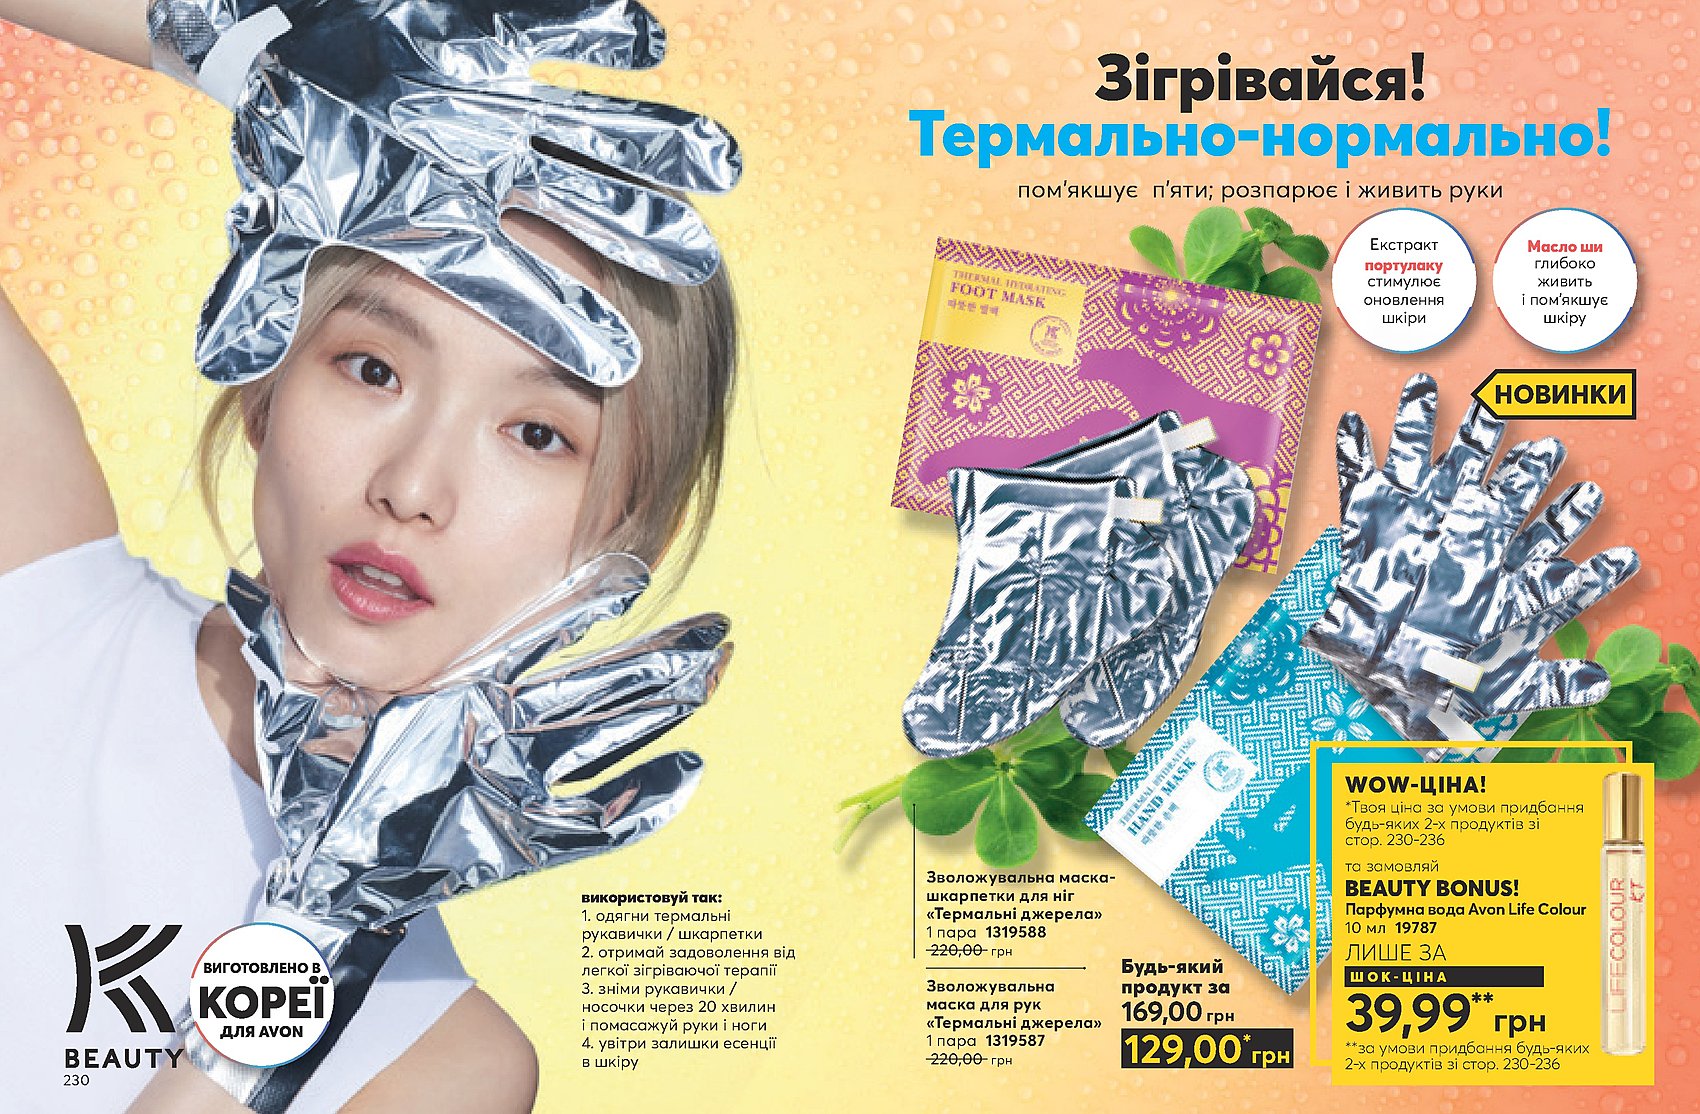 Зігрівайся!
Термально-нормально!
пом'якшує п'яти; розпарює і живить руки
Екстракт
портулаку
стимулює
оновлення
шкіри
Масло ши
глибоко
живить
і пом'якшує
шкіру
НОВИНКИ
THERMAL HYDRATING
FOOT MASK
THERMAL HYDRATING
HAND MASK
використовуй так:
1. одягни термальні
рукавички / шкарпетки
2. отримай задоволення від
легкої зігріваючої терапії
3. зніми рукавички /
носочки через 20 хвилин
і помасажуй руки і ноги
4. увітри залишки есенції
в шкіру
K
BEAUTY
230
ВИГОТОВЛЕНО В
КОРЕЇ
ДЛЯ AVON
Зволожувальна маска-
шкарпетки для ніг
«Термальні джерела»
1 пара 1319588
220,00 грн
Зволожувальна
маска для рук
«Термальні джерела»
1 пара 1319587
220,00 грн
Будь-який
продукт за
169,00 грн
129,00* грн
WOW-ЦІНА!
*Твоя ціна за умови придбання
будь-яких 2-х продуктів зі
стор. 230-236
та замовляй
BEAUTY BONUS!
Парфумна вода Avon Life Colour
10 мл 19787
ЛИШЕ ЗА
ШОК-ЦІНА
39,99** грн
**за умови придбання будь-яких
2-х продуктів зі стор. 230-236
LIFECOLOUR